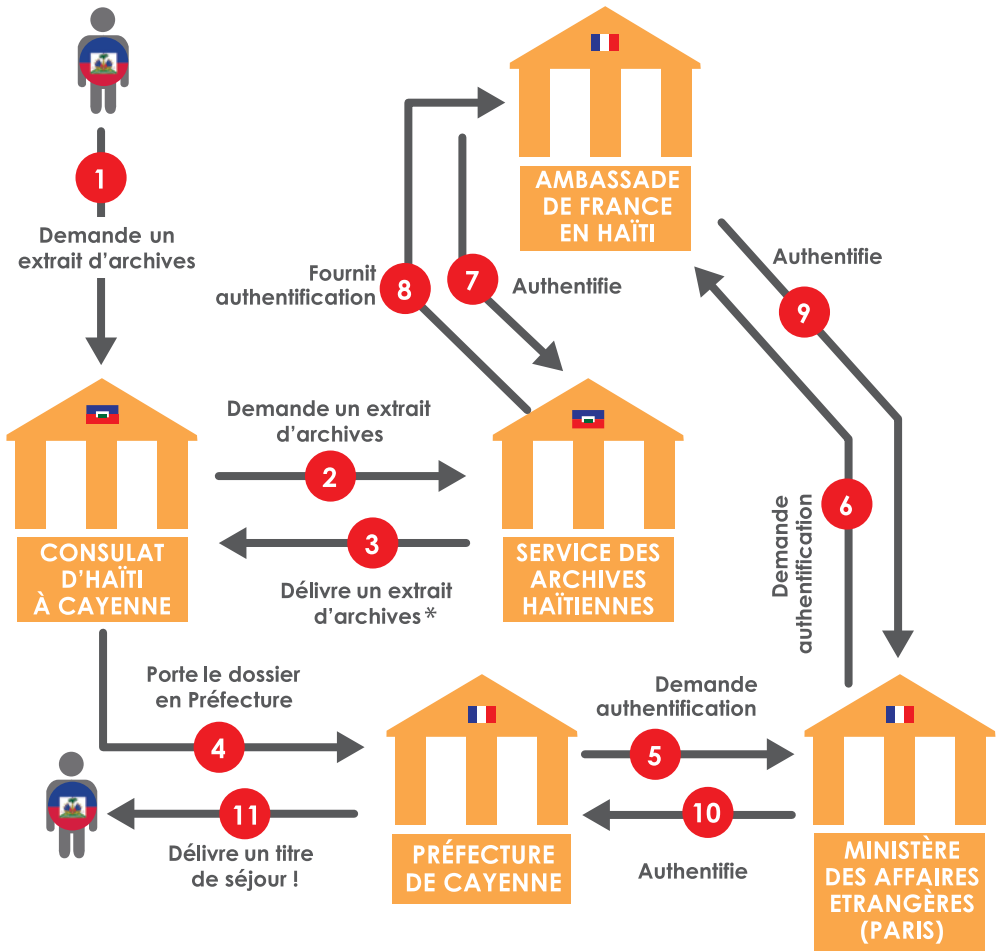 1
Demande un
extrait d'archives
AMBASSADE
DE FRANCE
EN HAÏTI
Fournit
authentification
8
7
Authentifie
Authentifie
9
Demande un extrait
d'archives
2
3
Délivre un extrait
d'archives*
CONSULAT
D'HAÏTI
À CAYENNE
SERVICE DES
ARCHIVES
HAÏTIENNES
Demande
authentification
6
Porte le dossier
en Préfecture
4
Demande
authentification
5
11
Délivre un titre
de séjour !
PRÉFECTURE
DE CAYENNE
10
Authentifie
MINISTÈRE
DES AFFAIRES
ETRANGÈRES
(PARIS)